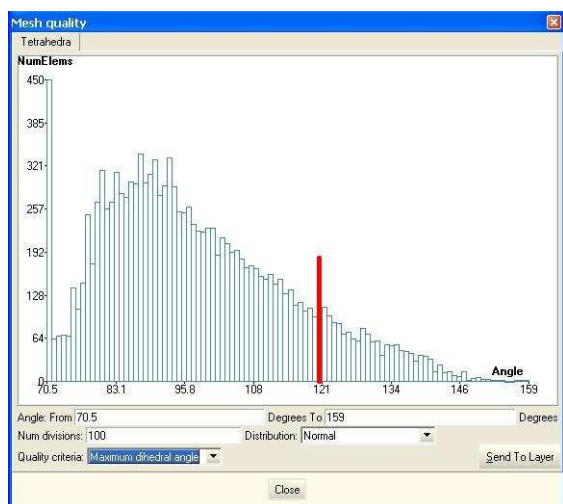 Mesh quality
Tetrahedra
NumElems
450
385
321
257
192
128
64
0
Angle
70.5 83.1 95.8 108 121 134 146 159
Angle: From 70.5 Degrees To 159 Degrees
Num divisions: 100 Distribution: Normal
Quality criteria: Maximum dihedral angle Send To Layer
Close